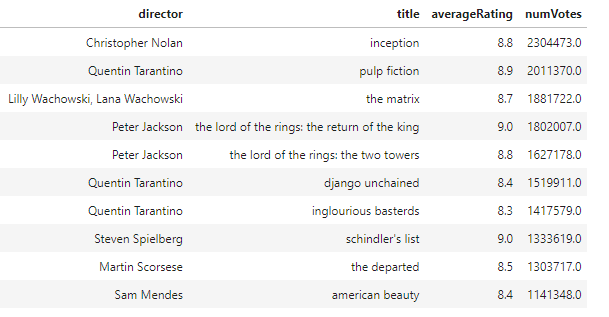 director title averageRating numVotes
Christopher Nolan inception 8.8 2304473.0
Quentin Tarantino pulp fiction 8.9 2011370.0
Lilly Wachowski, Lana Wachowski the matrix 8.7 1881722.0
Peter Jackson the lord of the rings: the return of the king 9.0 1802007.0
Peter Jackson the lord of the rings: the two towers 8.8 1627178.0
Quentin Tarantino django unchained 8.4 1519911.0
Quentin Tarantino inglourious basterds 8.3 1417579.0
Steven Spielberg schindler's list 9.0 1333619.0
Martin Scorsese the departed 8.5 1303717.0
Sam Mendes american beauty 8.4 1141348.0